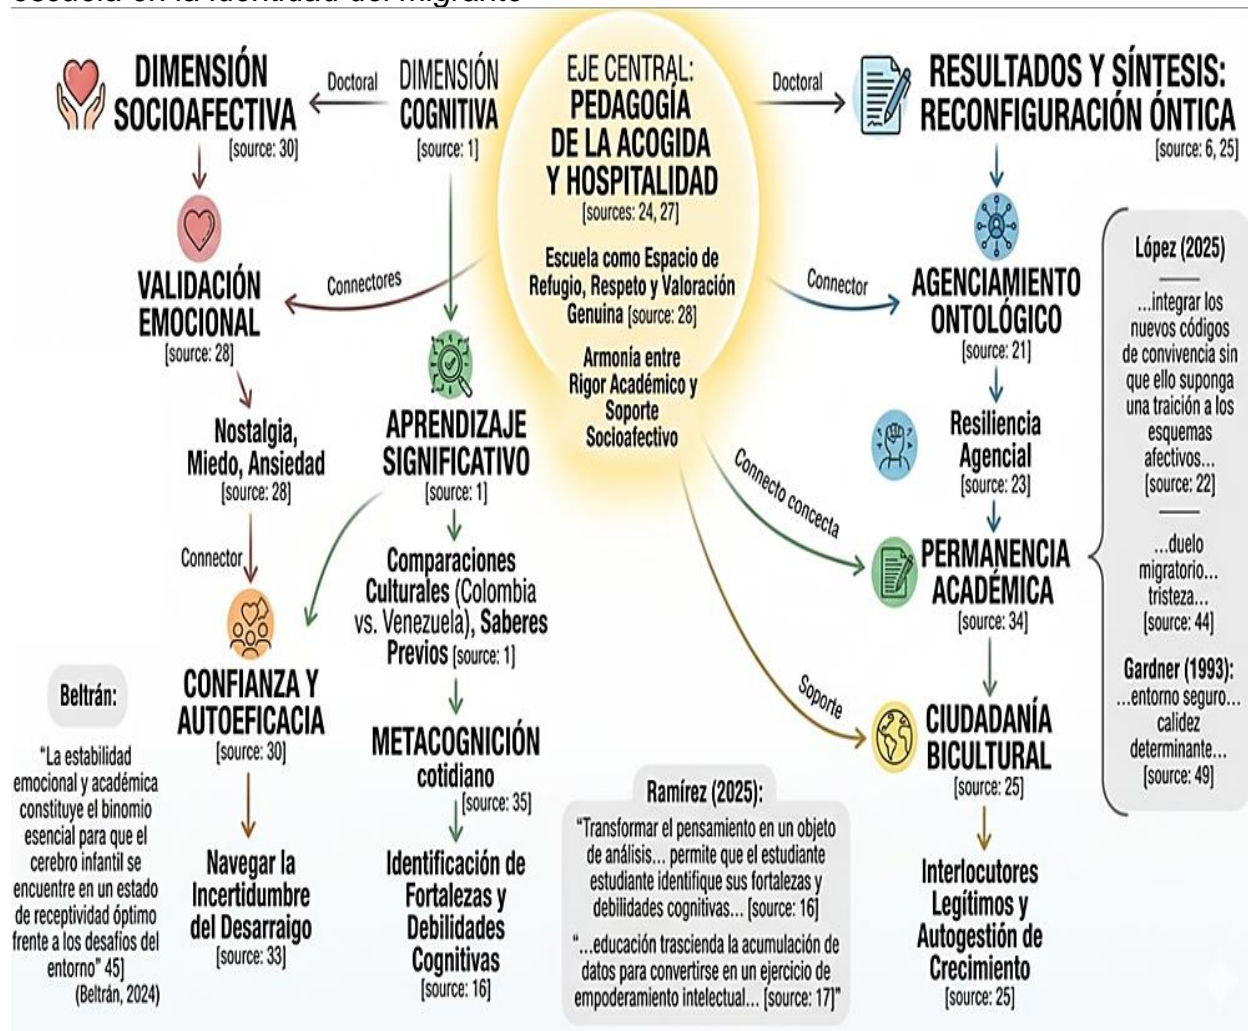 escuela en la identidad del migrante
DIMENSIÓN
SOCIOAFECTIVA
[source: 30]
Doctoral
DIMENSIÓN
COGNITIVA
[source: 1]
EJE CENTRAL:
PEDAGOGÍA
DE LA ACOGIDA
Y HOSPITALIDAD
[sources: 24, 27]
Escuela como Espacio de
Refugio, Respeto y Valoración
Genuina [source: 28]
Armonía entre
Rigor Académico y
Soporte
Socioafectivo
Doctoral
RESULTADOS Y SÍNTESIS:
RECONFIGURACIÓN ÓNTICA
[source: 6, 25]
VALIDACIÓN
EMOCIONAL
[source: 28]
Connectores
Nostalgia,
Miedo, Ansiedad
[source: 28]
Connector
CONFIANZA Y
AUTOEFICACIA
[source: 30]
Navegar la
Incertidumbre
del Desarraigo
[source: 33]
Beltrán:
“La estabilidad
emocional y académica
constituye el binomio
esencial para que el
cerebro infantil se
encuentre en un estado
de receptividad óptimo
frente a los desafíos del
entorno” 45]
(Beltrán, 2024)
APRENDIZAJE
SIGNIFICATIVO
[source: 1]
Comparaciones
Culturales (Colombia
vs. Venezuela), Saberes
Previos [source: 1]
METACOGNICIÓN
cotidiano
[source: 35]
Identificación de
Fortalezas y
Debilidades
Cognitivas
[source: 16]
Ramírez (2025):
“Transformar el pensamiento en un objeto
de análisis... permite que el estudiante
estudiante identifique sus fortalezas y
debilidades cognitivas... [source: 16]
“...educación trascienda la acumulación de
datos para convertirse en un ejercicio de
empoderamiento intelectual... [source: 17]”
Connector
AGENCIAMIENTO
ONTOLÓGICO
[source: 21]
Resiliencia
Agencial
[source: 23]
Connecto concecta
PERMANENCIA
ACADÉMICA
[source: 34]
Soporte
CIUDADANÍA
BICULTURAL
[source: 25]
Interlocutores
Legítimos y
Autogestión de
Crecimiento
[source: 25]
López (2025)
...integrar los
nuevos códigos
de convivencia sin
que ello suponga
una traición a los
esquemas
afectivos...
[source: 22]
...duelo
migratorio...
tristeza...
[source: 44]
Gardner (1993):
...entorno seguro...
calidez
determinante...
[source: 49]